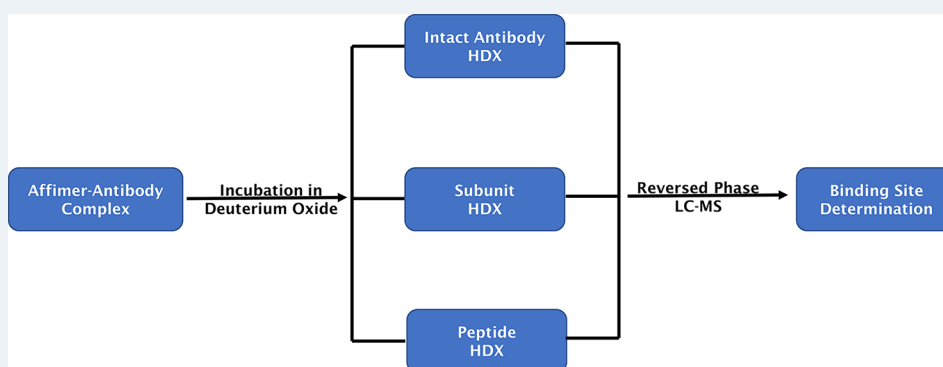 Intact Antibody
HDX
Affimer-Antibody
Complex
Incubation in
Deuterium Oxide
Subunit
HDX
Reversed Phase
LC-MS
Binding Site
Determination
Peptide
HDX